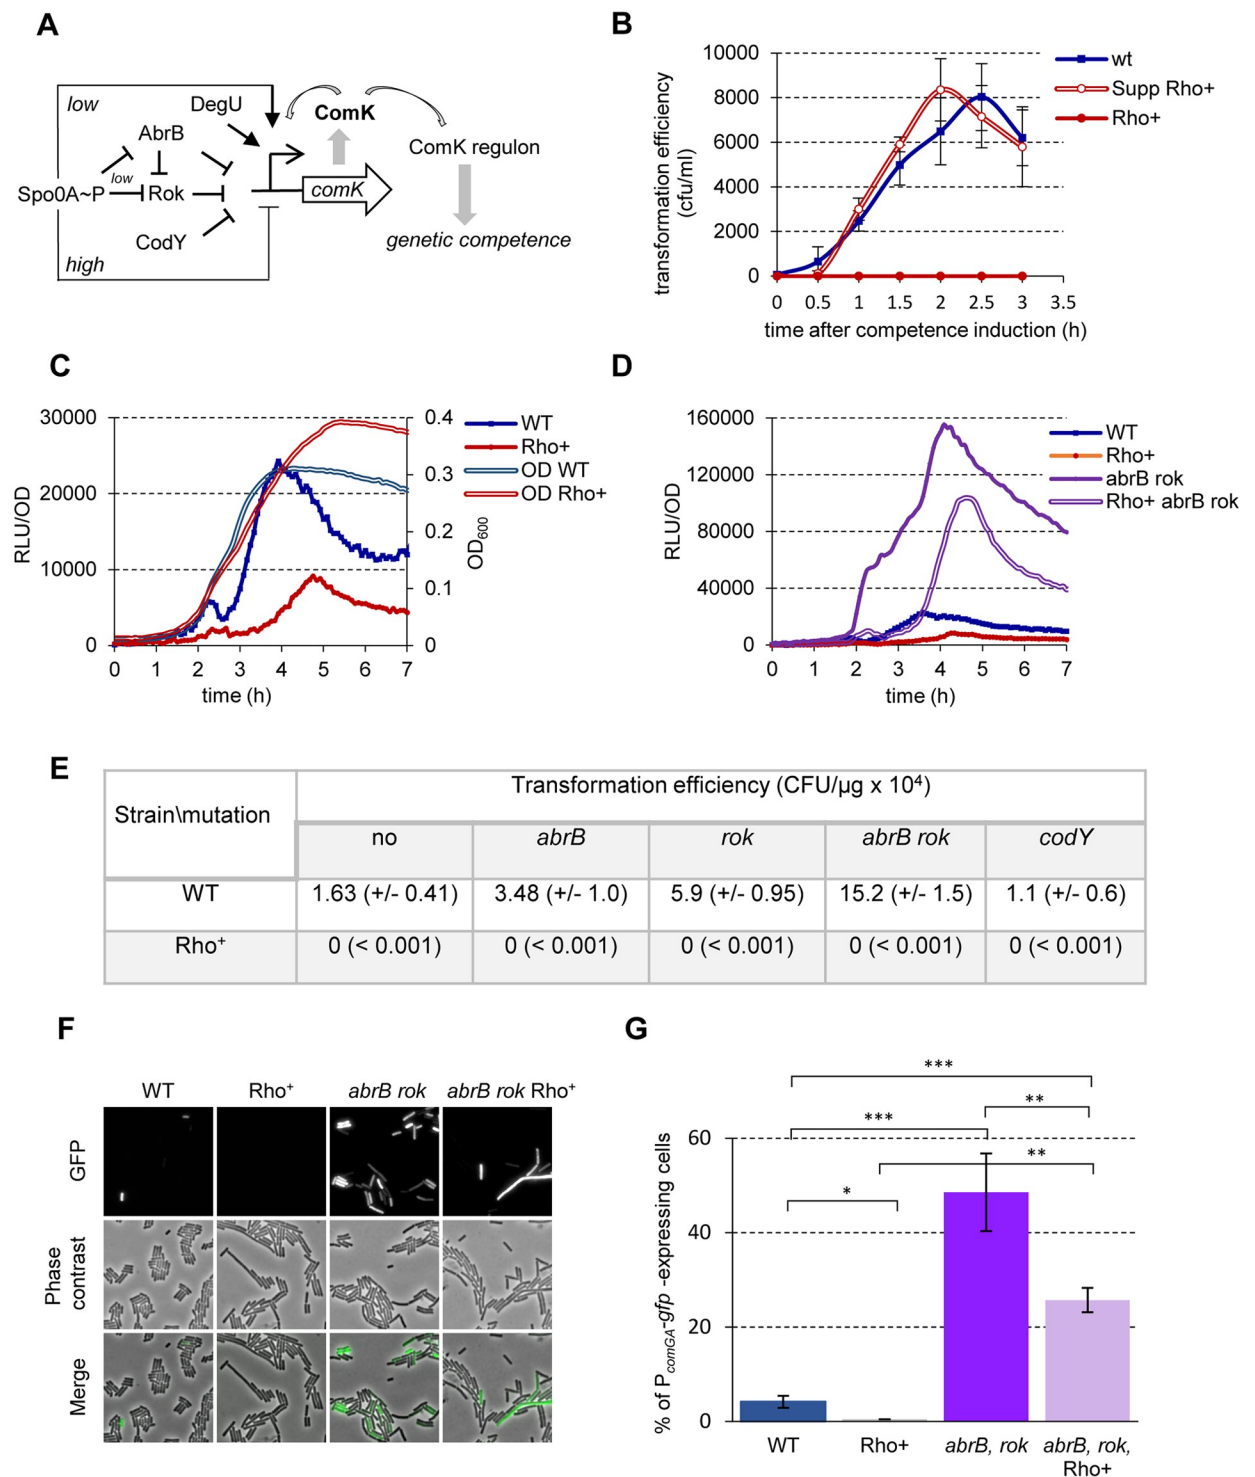 A
low
DegU
AbrB
ComK
Spo0A~P
low
Rok
comK
ComK regulon
CodY
genetic competence
high
B
transformation efficiency
(cfu/ml)
10000
8000
6000
4000
2000
0
0 0.5 1 1.5 2 2.5 3 3.5
time after competence induction (h)
wt
Supp Rho+
Rho+
C
RLU/OD
30000
20000
10000
0
0.4
0.3
0.2
0.1
0
OD600
0 1 2 3 4 5 6 7
time (h)
WT
Rho+
OD WT
OD Rho+
D
RLU/OD
160000
120000
80000
40000
0
0 1 2 3 4 5 6 7
time (h)
WT
Rho+
abrB rok
Rho+ abrB rok
E
Strain\mutation
Transformation efficiency (CFU/µg x 10⁴)
no abrB rok abrB rok codY
WT 1.63 (+/- 0.41) 3.48 (+/- 1.0) 5.9 (+/- 0.95) 15.2 (+/- 1.5) 1.1 (+/- 0.6)
Rho⁺ 0 (< 0.001) 0 (< 0.001) 0 (< 0.001) 0 (< 0.001) 0 (< 0.001)
F
WT Rho⁺ abrB rok abrB rok Rho⁺
GFP
Phase
contrast
Merge
G
% of PcomGA-gfp -expressing cells
***
**
***
**
*
60
40
20
0
WT Rho+ abrB, rok abrB, rok,
Rho+